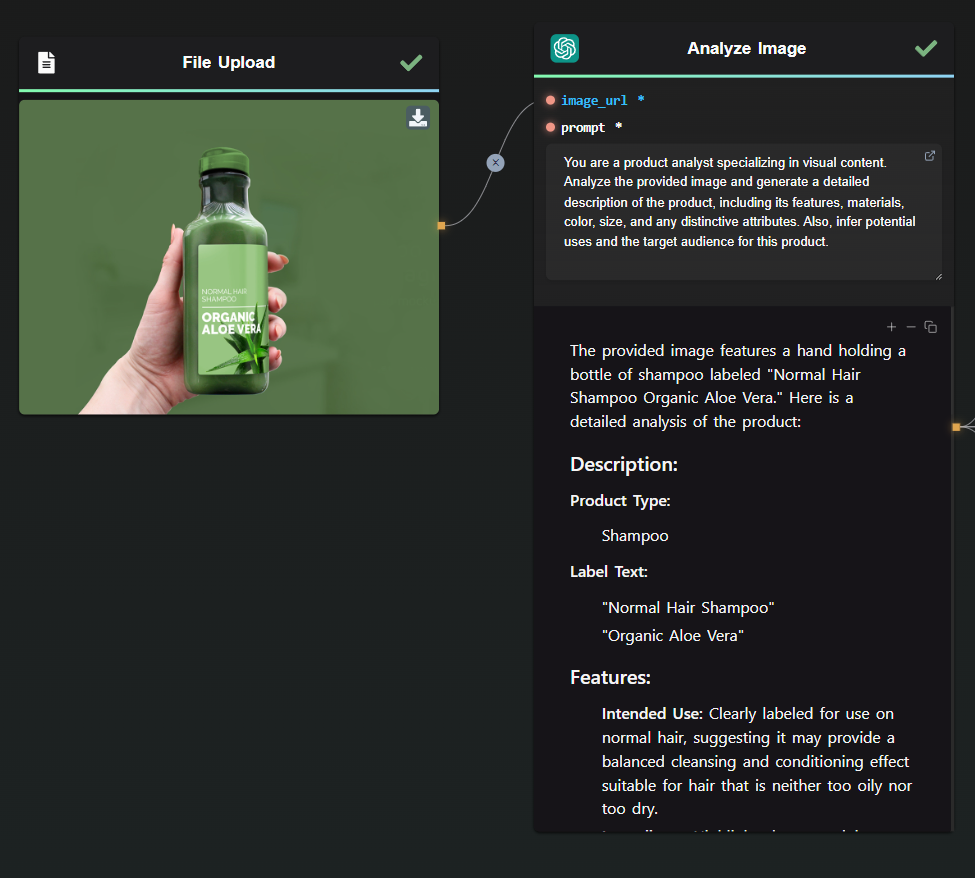 File Upload
NORMAL HAIR
SHAMPOO
ORGANIC
ALOE VERA
Analyze Image
image_url *
prompt *
You are a product analyst specializing in visual content.
Analyze the provided image and generate a detailed
description of the product, including its features, materials,
color, size, and any distinctive attributes. Also, infer potential
uses and the target audience for this product.
The provided image features a hand holding a
bottle of shampoo labeled "Normal Hair
Shampoo Organic Aloe Vera." Here is a
detailed analysis of the product:
Description:
Product Type:
Shampoo
Label Text:
"Normal Hair Shampoo"
"Organic Aloe Vera"
Features:
Intended Use: Clearly labeled for use on
normal hair, suggesting it may provide a
balanced cleansing and conditioning effect
suitable for hair that is neither too oily nor
too dry.